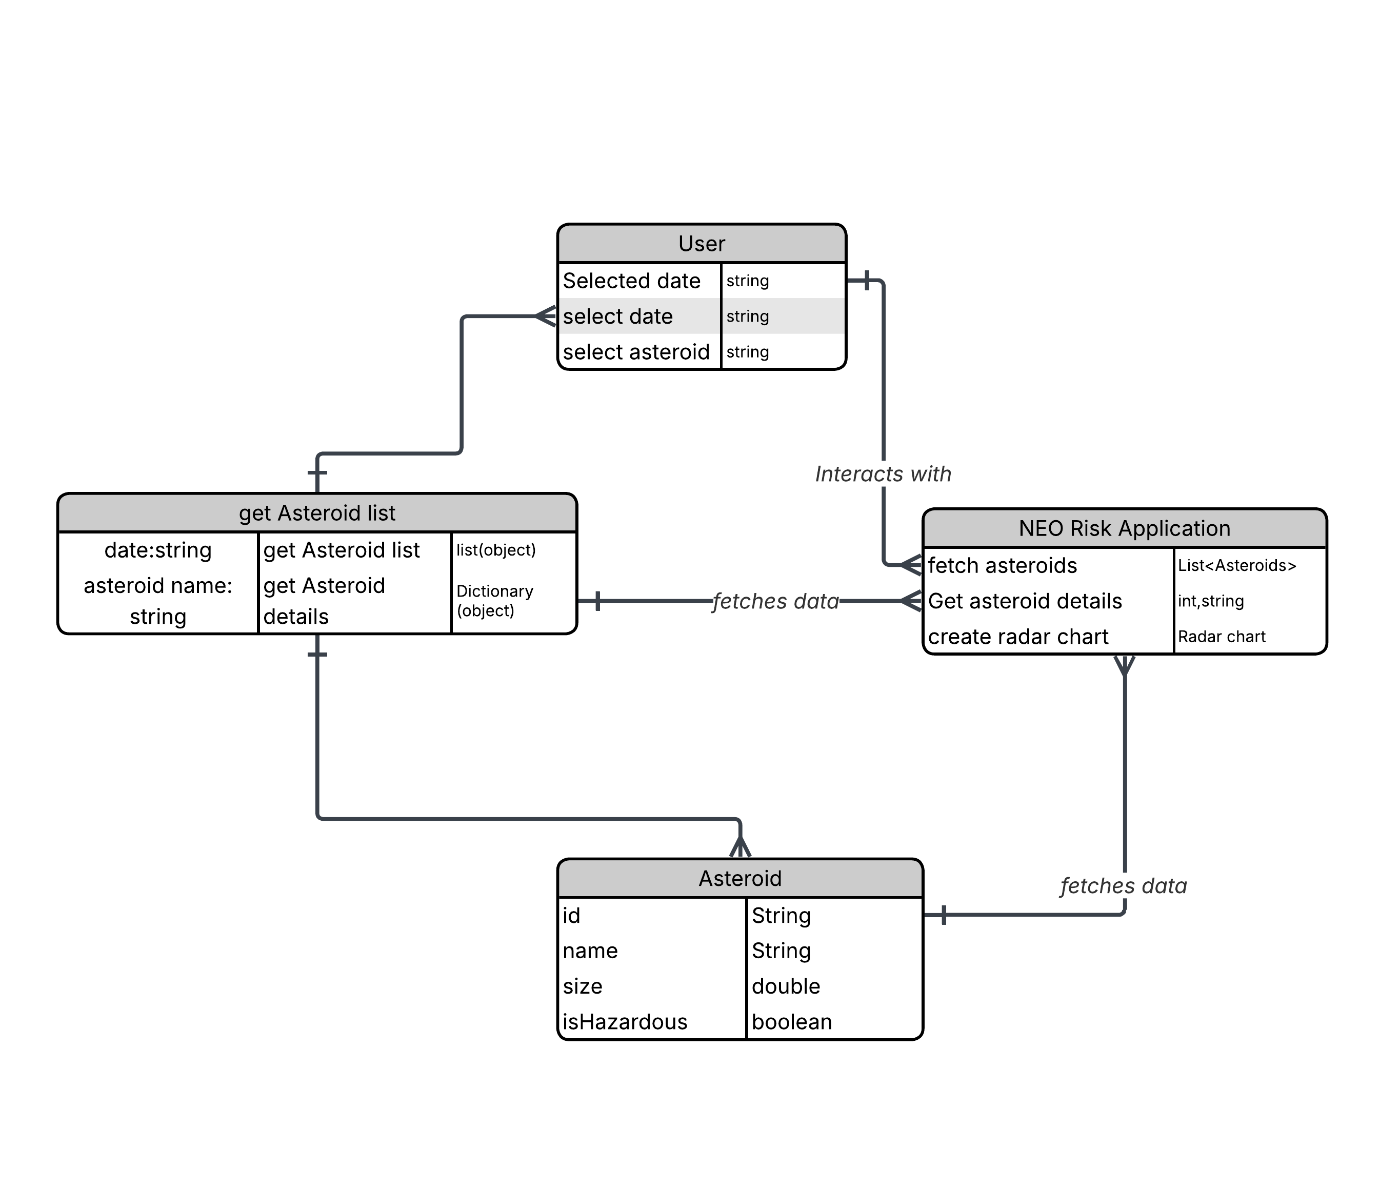 User
Selected date string
select date string
select asteroid string
Interacts with
get Asteroid list
date:string get Asteroid list list(object)
asteroid name: get Asteroid Dictionary
string details (object)
fetches data
NEO Risk Application
fetch asteroids List<Asteroids>
Get asteroid details int,string
create radar chart Radar chart
fetches data
Asteroid
id String
name String
size double
isHazardous boolean